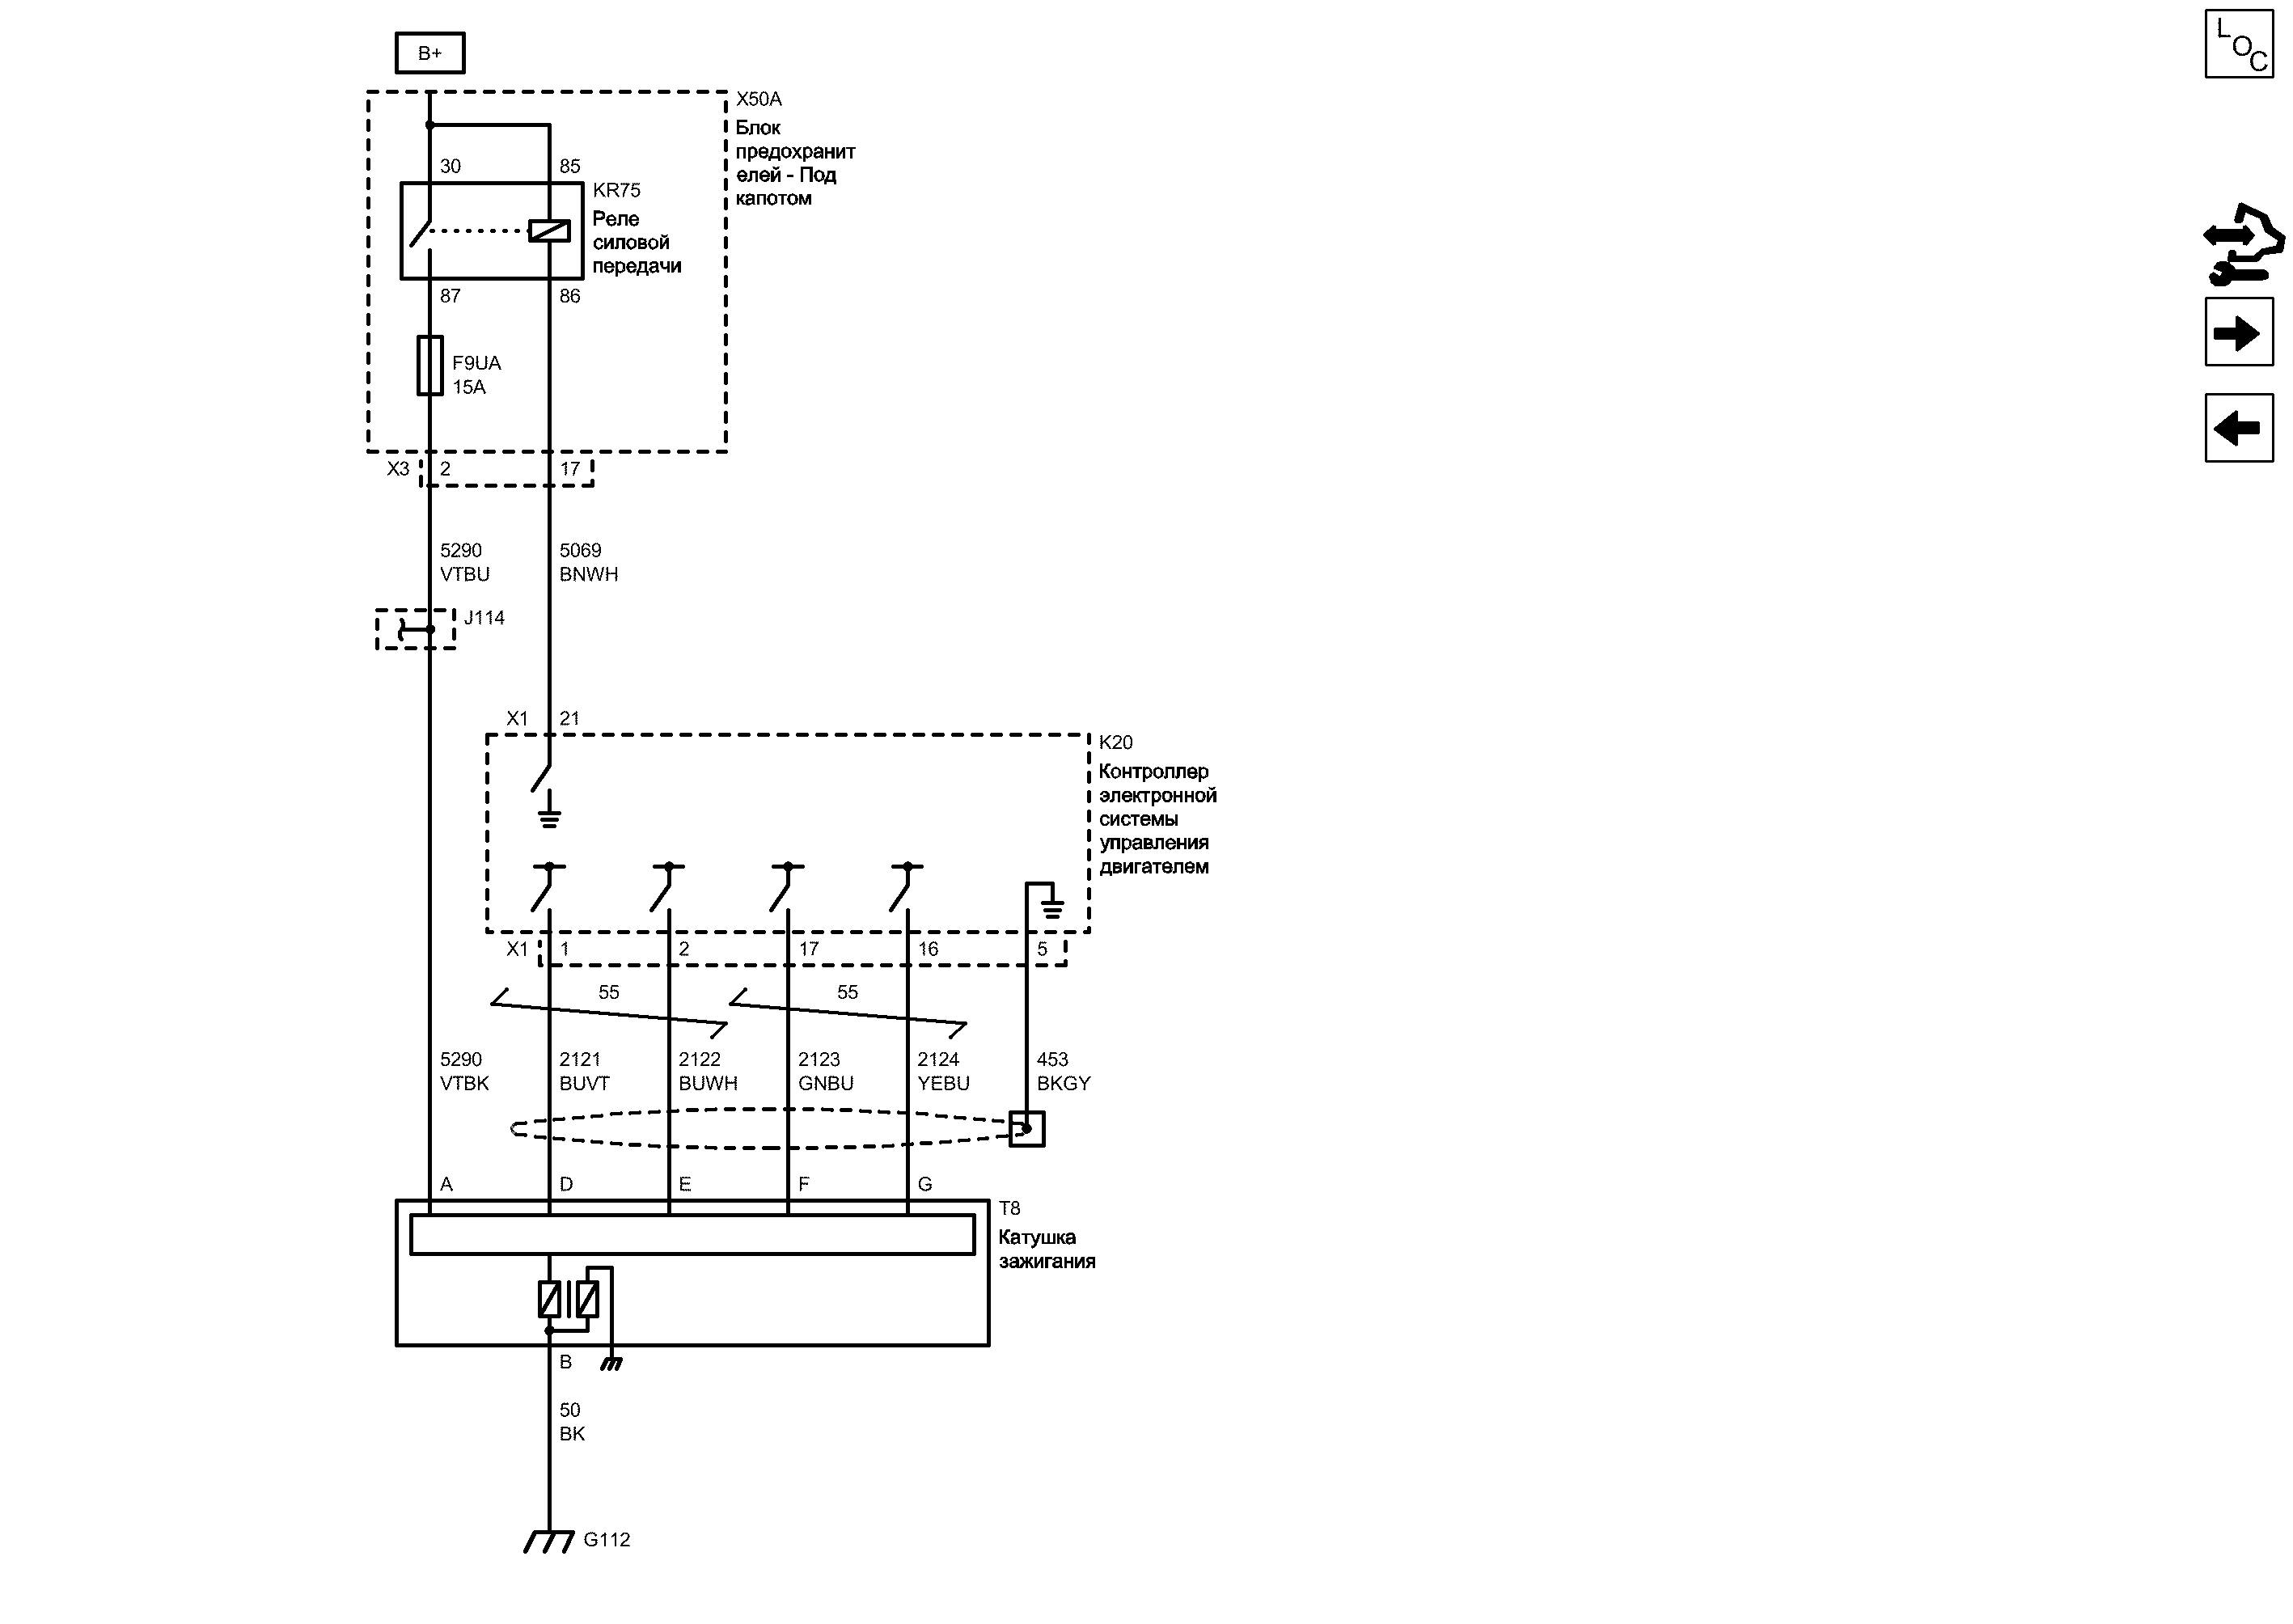 B+
LOC
X50A
Блок
предохранит
елей - Под
капотом
30
85
KR75
Реле
силовой
передачи
87
86
F9UA
15A
X3
2
17
5290
VTBU
5069
BNWH
J114
X1
21
K20
Контроллер
электронной
системы
управления
двигателем
X1
1
2
17
16
5
55
55
5290
VTBK
2121
BUVT
2122
BUWH
2123
GNBU
2124
YEBU
453
BKGY
A
D
E
F
G
T8
Катушка
зажигания
B
50
BK
G112